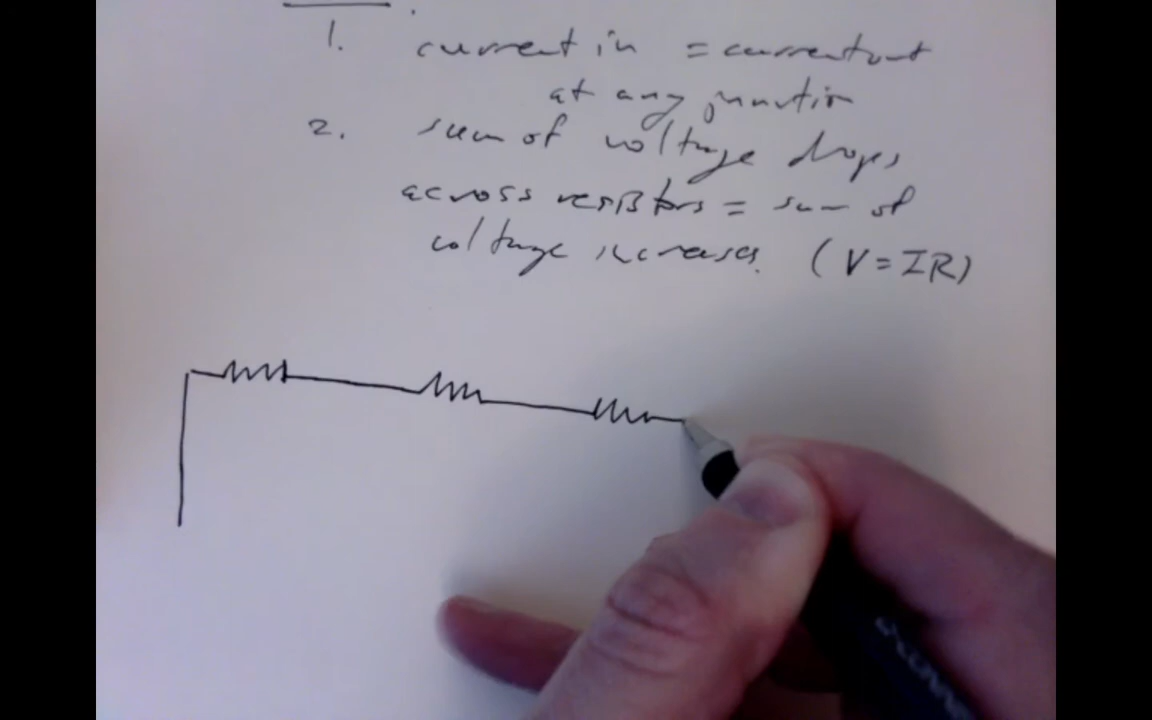 1. current in = current out
at any junction
2. sum of voltage drops
across resistors = sum of
voltage increases. (V=IR)